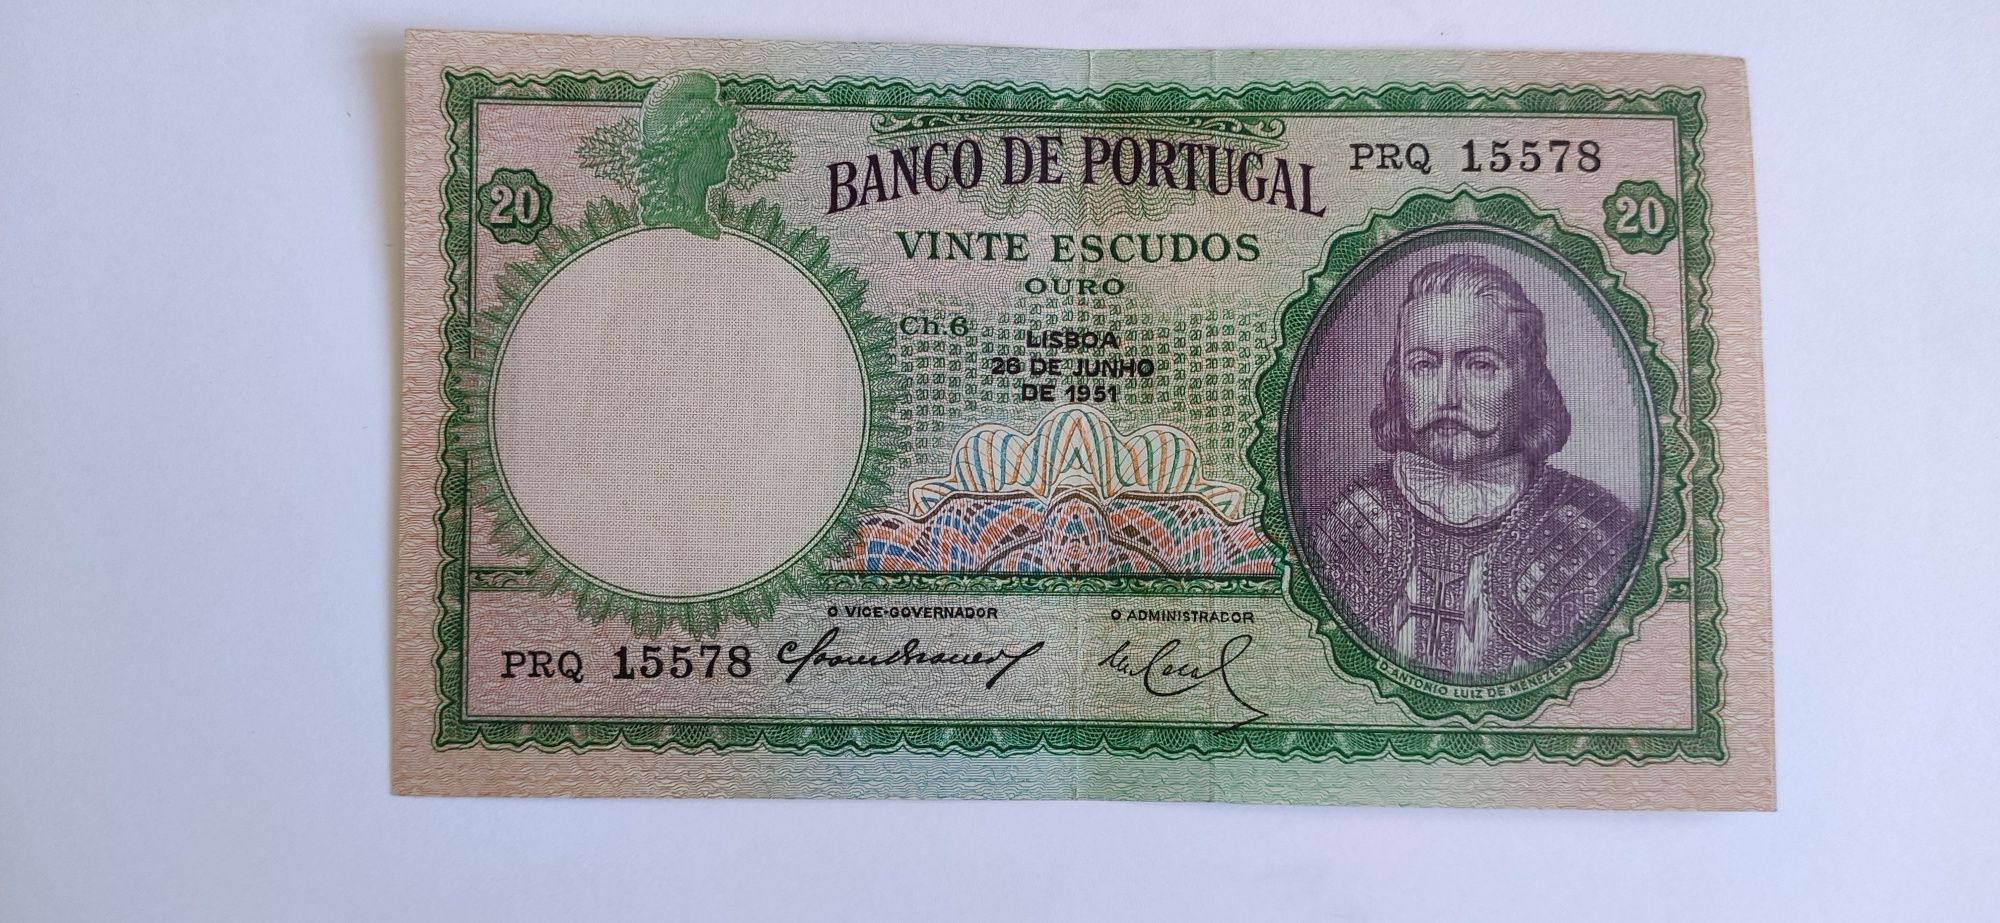 BANCO DE PORTUGAL
PRQ 15578
20
20
VINTE ESCUDOS
OURO
Ch.6
LISBOA
26 DE JUNHO
DE 1951
O VICE-GOVERNADOR
O ADMINISTRADOR
PRQ 15578
D. ANTONIO LUIZ DE MENEZES